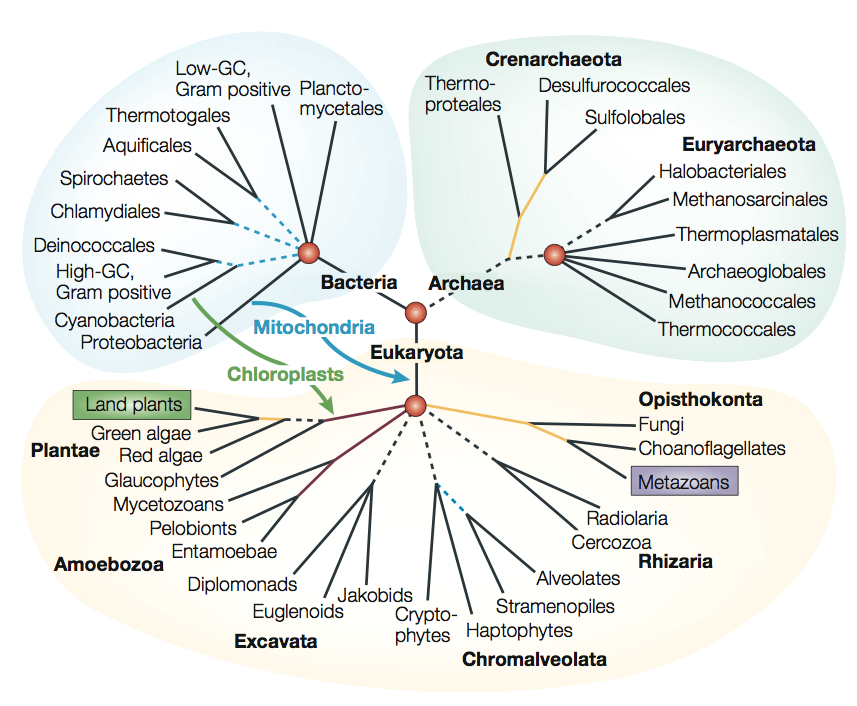 Low-GC,
Gram positive
Plancto-
mycetales
Thermotogales
Aquificales
Spirochaetes
Chlamydiales
Deinococcales
High-GC,
Gram positive
Cyanobacteria
Proteobacteria
Bacteria
Crenarchaeota
Thermo-
proteales
Desulfurococcales
Sulfolobales
Euryarchaeota
Halobacteriales
Methanosarcinales
Thermoplasmatales
Archaeoglobales
Methanococcales
Thermococcales
Archaea
Mitochondria
Chloroplasts
Eukaryota
Land plants
Green algae
Plantae
Red algae
Glaucophytes
Mycetozoans
Pelobionts
Entamoebae
Amoebozoa
Diplomonads
Euglenoids
Jakobids
Excavata
Crypto-
phytes
Haptophytes
Stramenopiles
Alveolates
Chromalveolata
Opisthokonta
Fungi
Choanoflagellates
Metazoans
Radiolaria
Cercozoa
Rhizaria